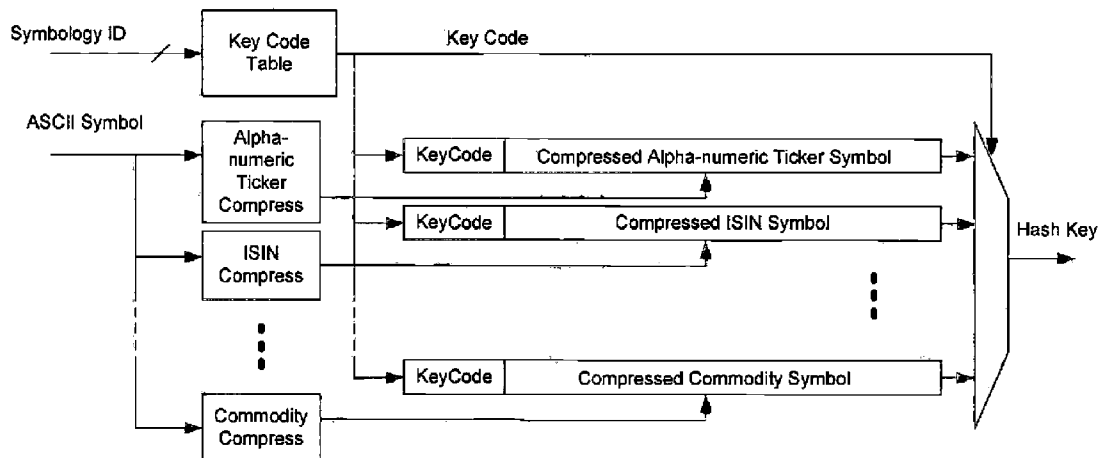 Symbology ID
Key Code
Table
Key Code
ASCII Symbol
Alpha-
numeric
Ticker
Compress
KeyCode
Compressed Alpha-numeric Ticker Symbol
KeyCode
Compressed ISIN Symbol
ISIN
Compress
Hash Key
KeyCode
Compressed Commodity Symbol
Commodity
Compress